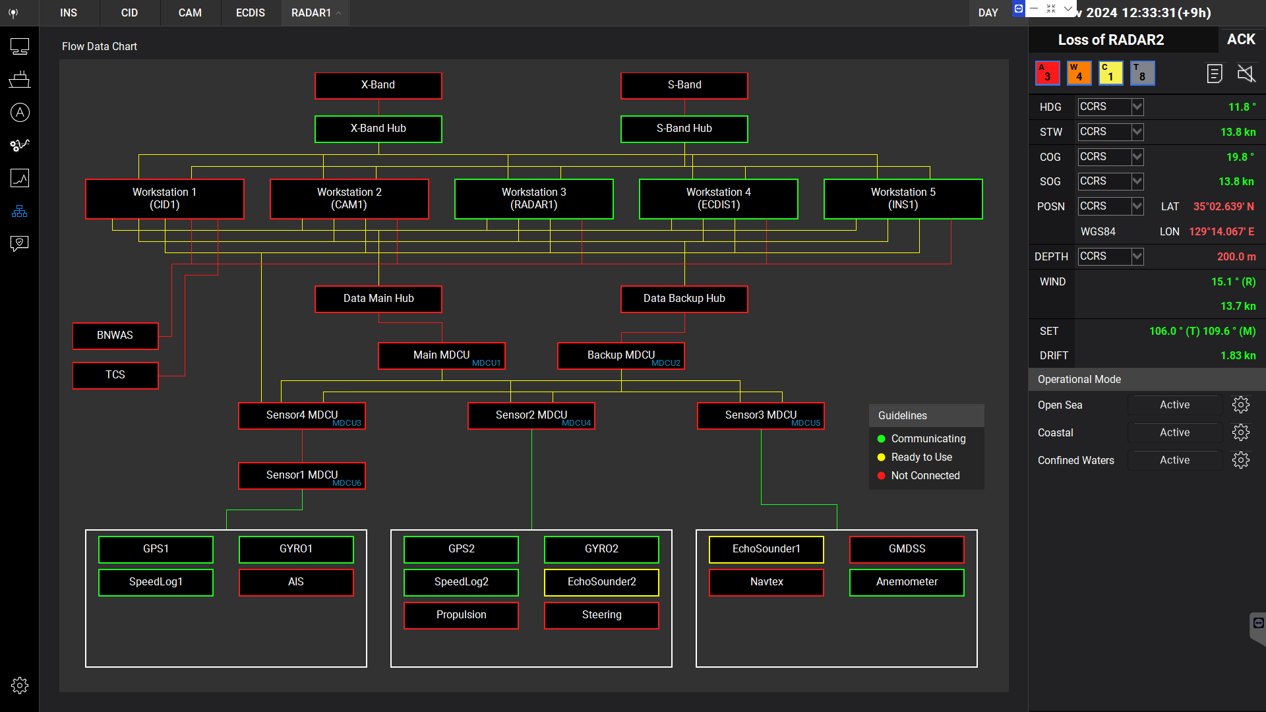 INS CID CAM ECDIS RADAR1 DAY 2024 12:33:31(+9h)
Flow Data Chart
Loss of RADAR2 ACK
A 3 W 4 C 1 T 8
X-Band S-Band
X-Band Hub S-Band Hub
Workstation 1
(CID1)
Workstation 2
(CAM1)
Workstation 3
(RADAR1)
Workstation 4
(ECDIS1)
Workstation 5
(INS1)
Data Main Hub Data Backup Hub
BNWAS
TCS
Main MDCU
MDCU1
Backup MDCU
MDCU2
Sensor4 MDCU
MDCU3
Sensor2 MDCU
MDCU4
Sensor3 MDCU
MDCU5
Sensor1 MDCU
MDCU6
Guidelines
Communicating
Ready to Use
Not Connected
GPS1 GYRO1
SpeedLog1 AIS
GPS2 GYRO2
SpeedLog2 EchoSounder2
Propulsion Steering
EchoSounder1 GMDSS
Navtex Anemometer
HDG CCRS 11.8 °
STW CCRS 13.8 kn
COG CCRS 19.8 °
SOG CCRS 13.8 kn
POSN CCRS LAT 35°02.639' N
WGS84 LON 129°14.067' E
DEPTH CCRS 200.0 m
WIND 15.1 ° (R)
13.7 kn
SET 106.0 ° (T) 109.6 ° (M)
DRIFT 1.83 kn
Operational Mode
Open Sea Active
Coastal Active
Confined Waters Active